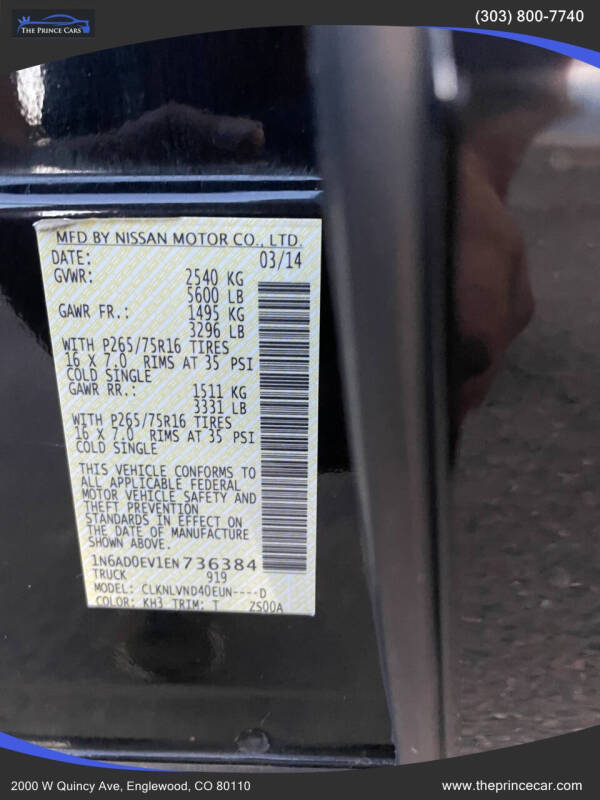 THE PRINCE CARS
(303) 800-7740
MFD BY NISSAN MOTOR CO., LTD.
DATE: 03/14
GVWR: 2540 KG
5600 LB
GAWR FR.: 1495 KG
3296 LB
WITH P265/75R16 TIRES
16 X 7.0 RIMS AT 35 PSI
COLD SINGLE
GAWR RR.: 1511 KG
3331 LB
WITH P265/75R16 TIRES
16 X 7.0 RIMS AT 35 PSI
COLD SINGLE
THIS VEHICLE CONFORMS TO
ALL APPLICABLE FEDERAL
MOTOR VEHICLE SAFETY AND
THEFT PREVENTION
STANDARDS IN EFFECT ON
THE DATE OF MANUFACTURE
SHOWN ABOVE.
1N6AD0EV1EN736384
TRUCK 919
MODEL: CLKNLVND40EUN----D
COLOR: KH3 TRIM: T ZS00A
2000 W Quincy Ave, Englewood, CO 80110
www.theprincecar.com